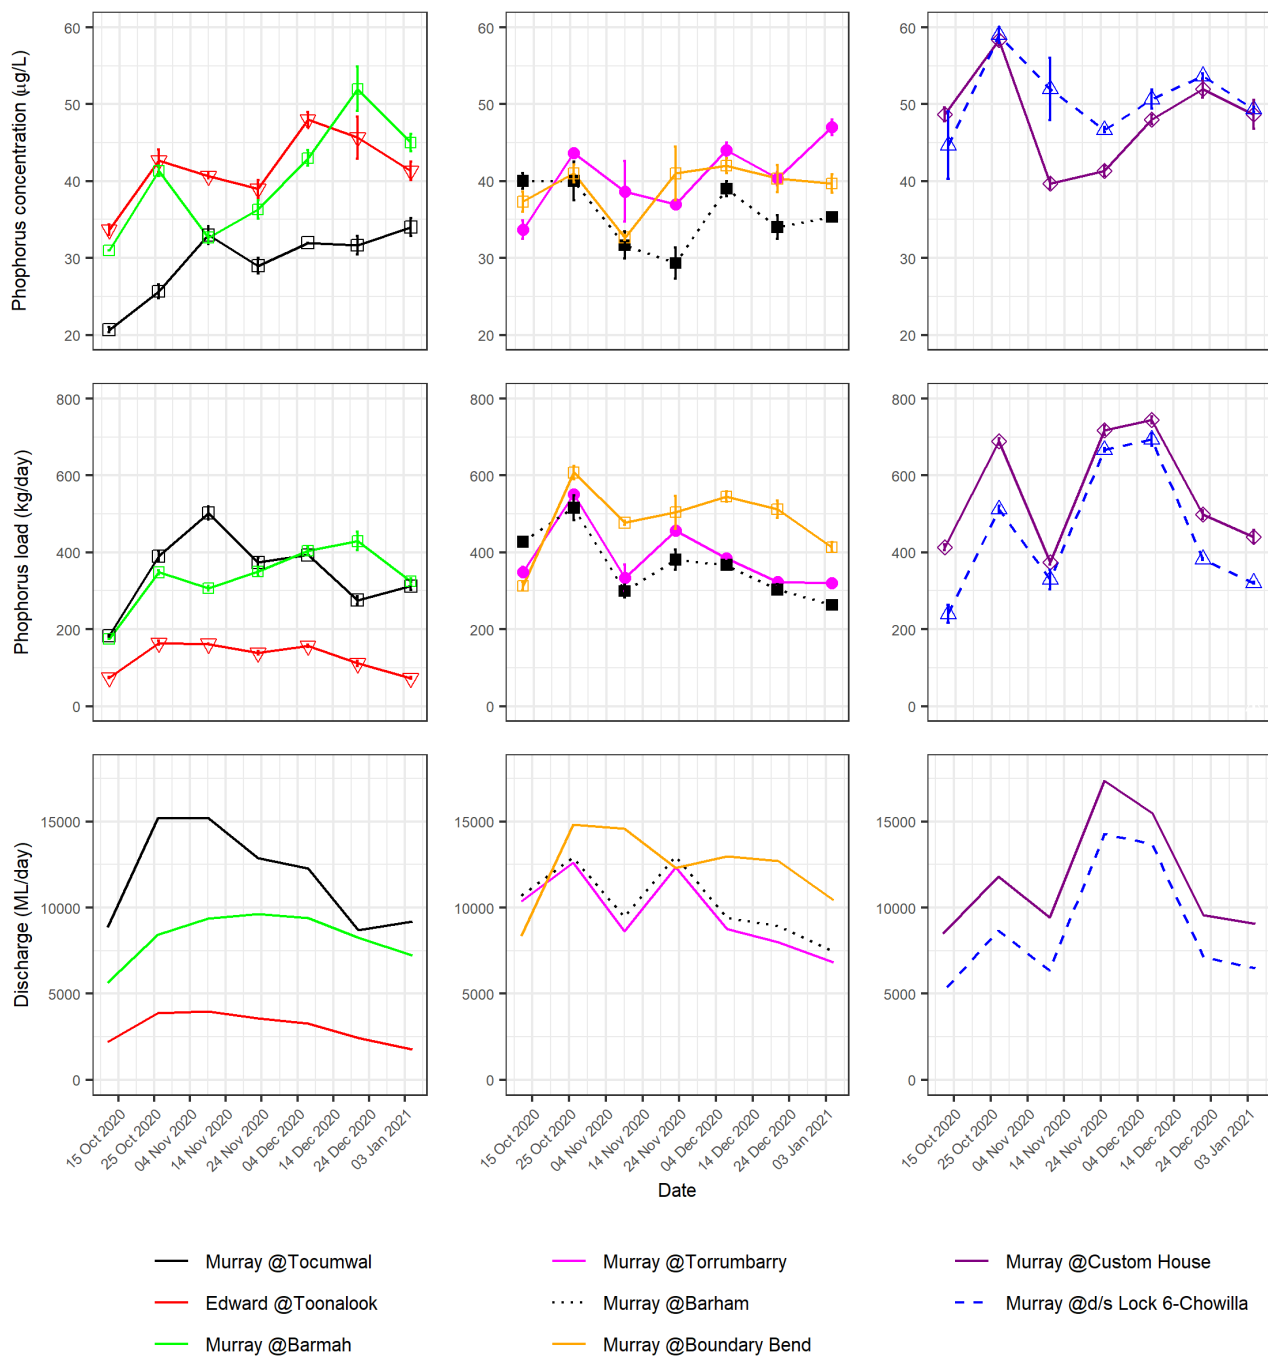 Phophorus concentration (µg/L)
60
50
40
30
20
60
50
40
30
20
60
50
40
30
20
Phophorus load (kg/day)
800
600
400
200
0
800
600
400
200
0
800
600
400
200
0
Discharge (ML/day)
15000
10000
5000
0
15000
10000
5000
0
15000
10000
5000
0
15 Oct 2020
25 Oct 2020
04 Nov 2020
14 Nov 2020
24 Nov 2020
04 Dec 2020
14 Dec 2020
24 Dec 2020
03 Jan 2021
15 Oct 2020
25 Oct 2020
04 Nov 2020
14 Nov 2020
24 Nov 2020
04 Dec 2020
14 Dec 2020
24 Dec 2020
03 Jan 2021
15 Oct 2020
25 Oct 2020
04 Nov 2020
14 Nov 2020
24 Nov 2020
04 Dec 2020
14 Dec 2020
24 Dec 2020
03 Jan 2021
Date
Murray @Tocumwal
Edward @Toonalook
Murray @Barmah
Murray @Torrumbarry
Murray @Barham
Murray @Boundary Bend
Murray @Custom House
Murray @d/s Lock 6-Chowilla